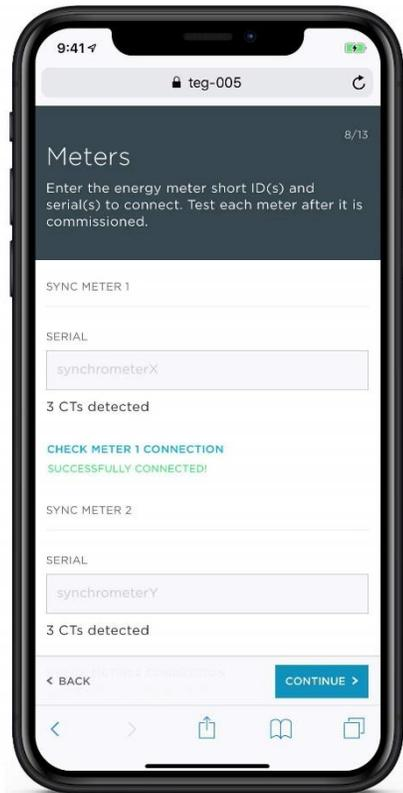 9:41
teg-005
8/13
Meters
Enter the energy meter short ID(s) and
serial(s) to connect. Test each meter after it is
commissioned.
SYNC METER 1
SERIAL
synchrometerX
3 CTs detected
CHECK METER 1 CONNECTION
SUCCESSFULLY CONNECTED!
SYNC METER 2
SERIAL
synchrometerY
3 CTs detected
< BACK
CONTINUE >